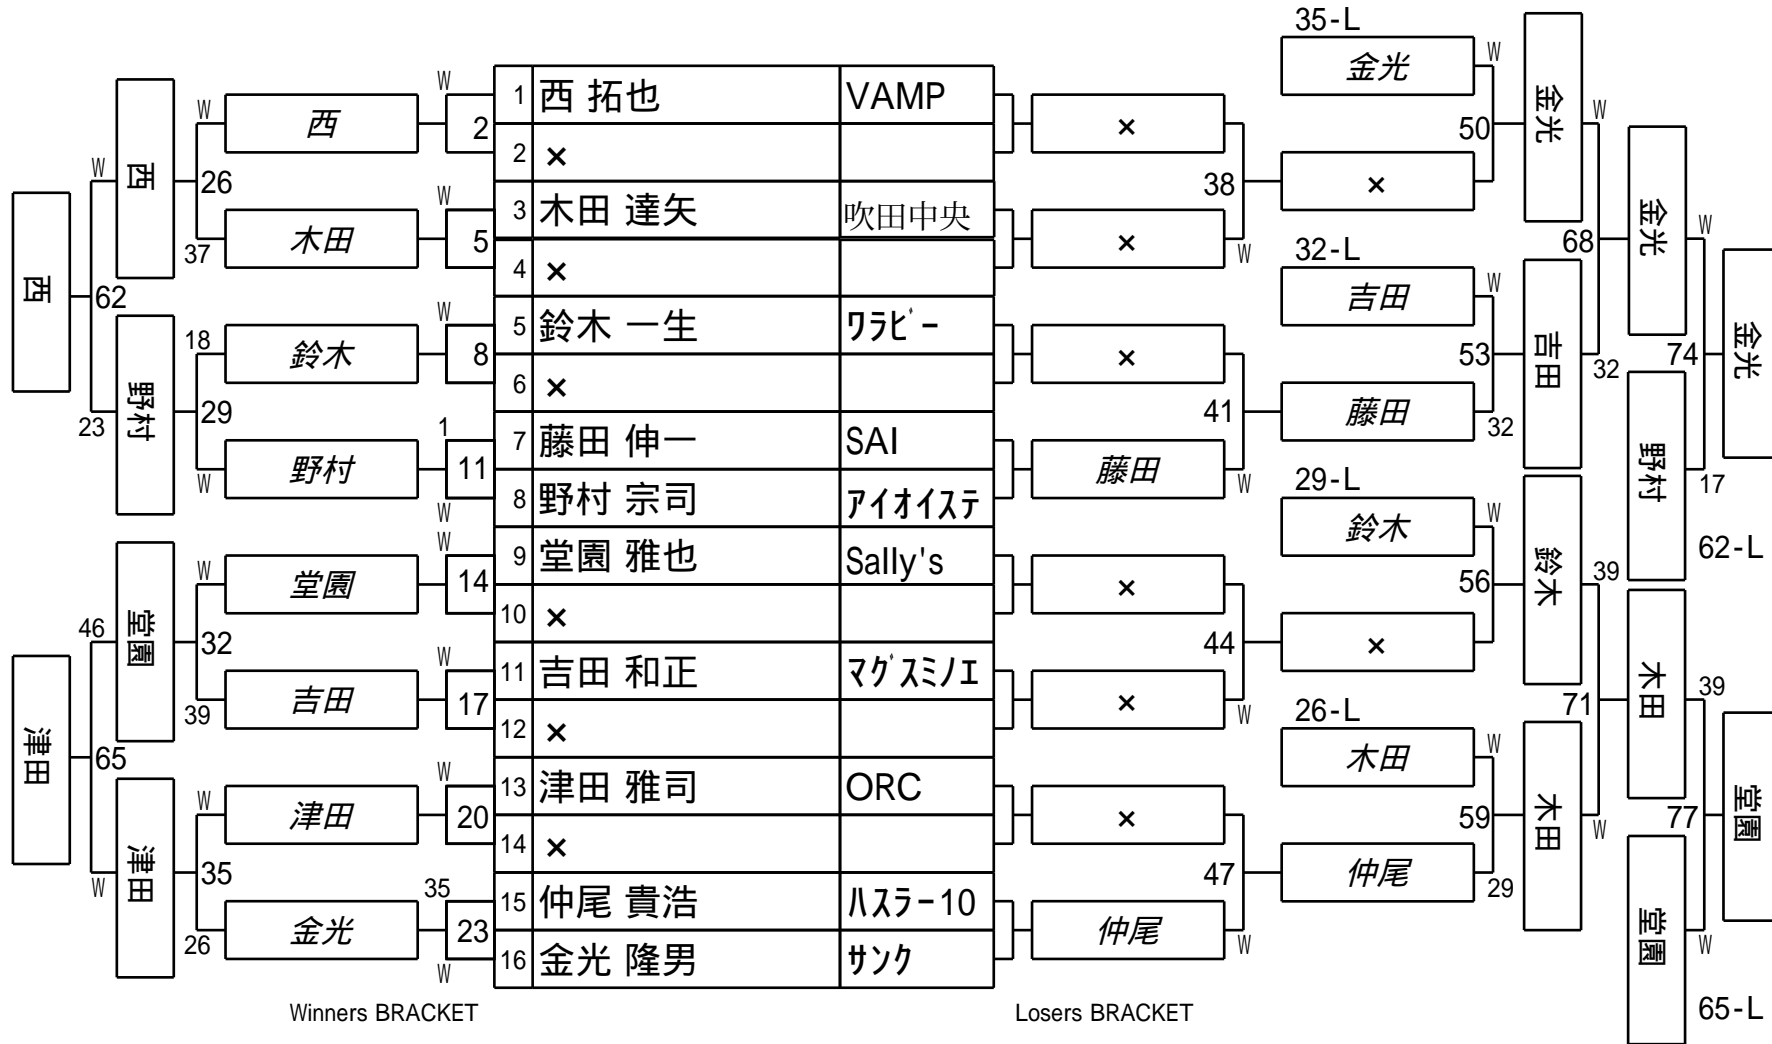 35-L
金光
W
金光
W
1 西 拓也 VAMP
W
西
W
2
×
50
W
金光
2 ×
西
W
26
38
×
3 木田 達矢 吹田中央
W
木田
37
5
×
W
68
金光
W
4 ×
32-L
吉田
W
西
62
5 鈴木 一生 ワラビー
W
18
鈴木
8
×
53
吉田
32
74
金光
6 ×
野村
23
29
41
藤田
32
7 藤田 伸一 SAI
1
野村
W
11
藤田
W
野村
17
8 野村 宗司 アイオイステ
W
29-L
鈴木
W
62-L
9 堂園 雅也 Sally's
W
堂園
W
14
×
56
鈴木
39
10 ×
堂園
46
32
44
×
11 吉田 和正 マグスミノエ
W
吉田
39
17
×
W
71
木田
39
12 ×
26-L
木田
W
津田
65
13 津田 雅司 ORC
W
津田
W
20
×
59
木田
W
77
堂園
14 ×
津田
W
35
47
仲尾
29
15 仲尾 貴浩 ハスラー10
35
金光
26
23
仲尾
W
堂園
W
16 金光 隆男 サンク
W
65-L
Winners BRACKET
Losers BRACKET